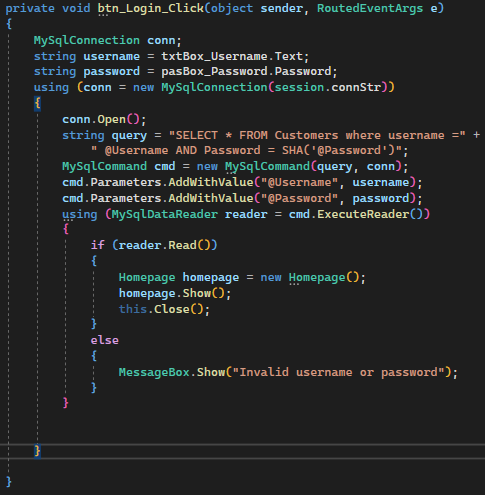 private void btn_Login_Click(object sender, RoutedEventArgs e)
{
MySqlConnection conn;
string username = txtBox_Username.Text;
string password = pasBox_Password.Password;
using (conn = new MySqlConnection(session.connStr))
{
conn.Open();
string query = "SELECT * FROM Customers where username =" +
" @Username AND Password = SHA('@Password')";
MySqlCommand cmd = new MySqlCommand(query, conn);
cmd.Parameters.AddWithValue("@Username", username);
cmd.Parameters.AddWithValue("@Password", password);
using (MySqlDataReader reader = cmd.ExecuteReader())
{
if (reader.Read())
{
Homepage homepage = new Homepage();
homepage.Show();
this.Close();
}
else
{
MessageBox.Show("Invalid username or password");
}
}
}
}